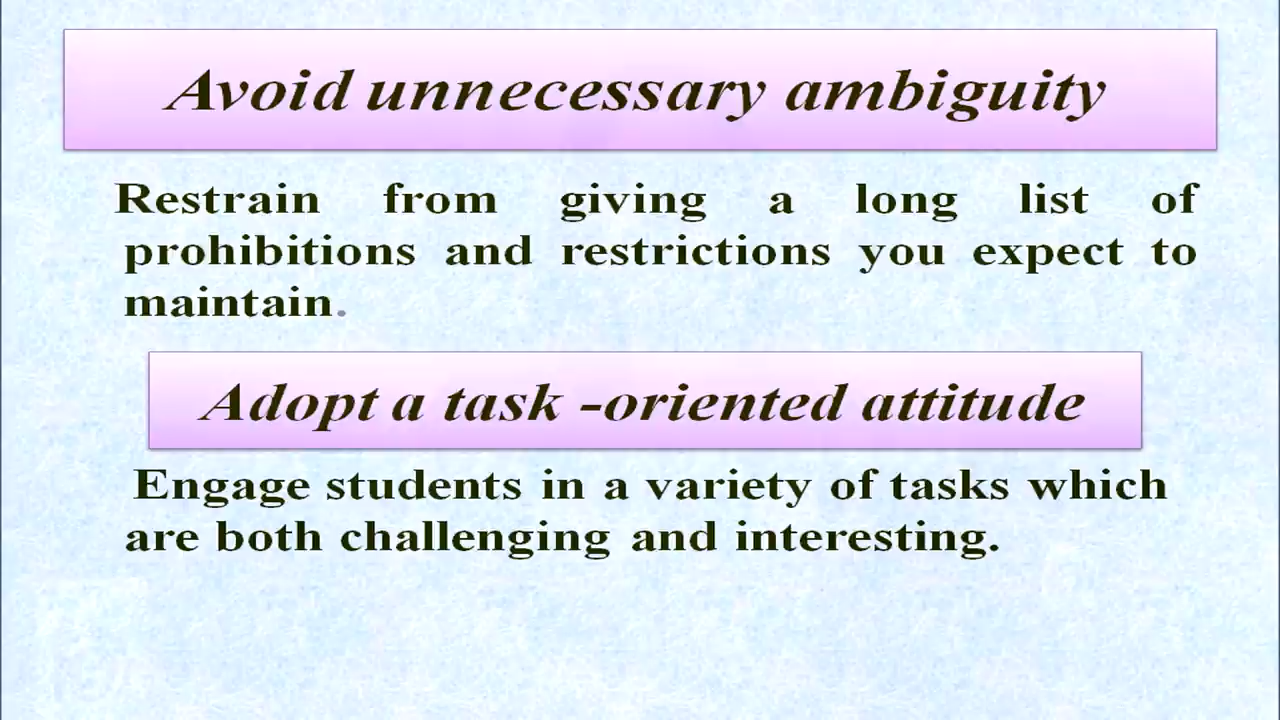 Avoid unnecessary ambiguity
Restrain from giving a long list of
prohibitions and restrictions you expect to
maintain.
Adopt a task -oriented attitude
Engage students in a variety of tasks which
are both challenging and interesting.